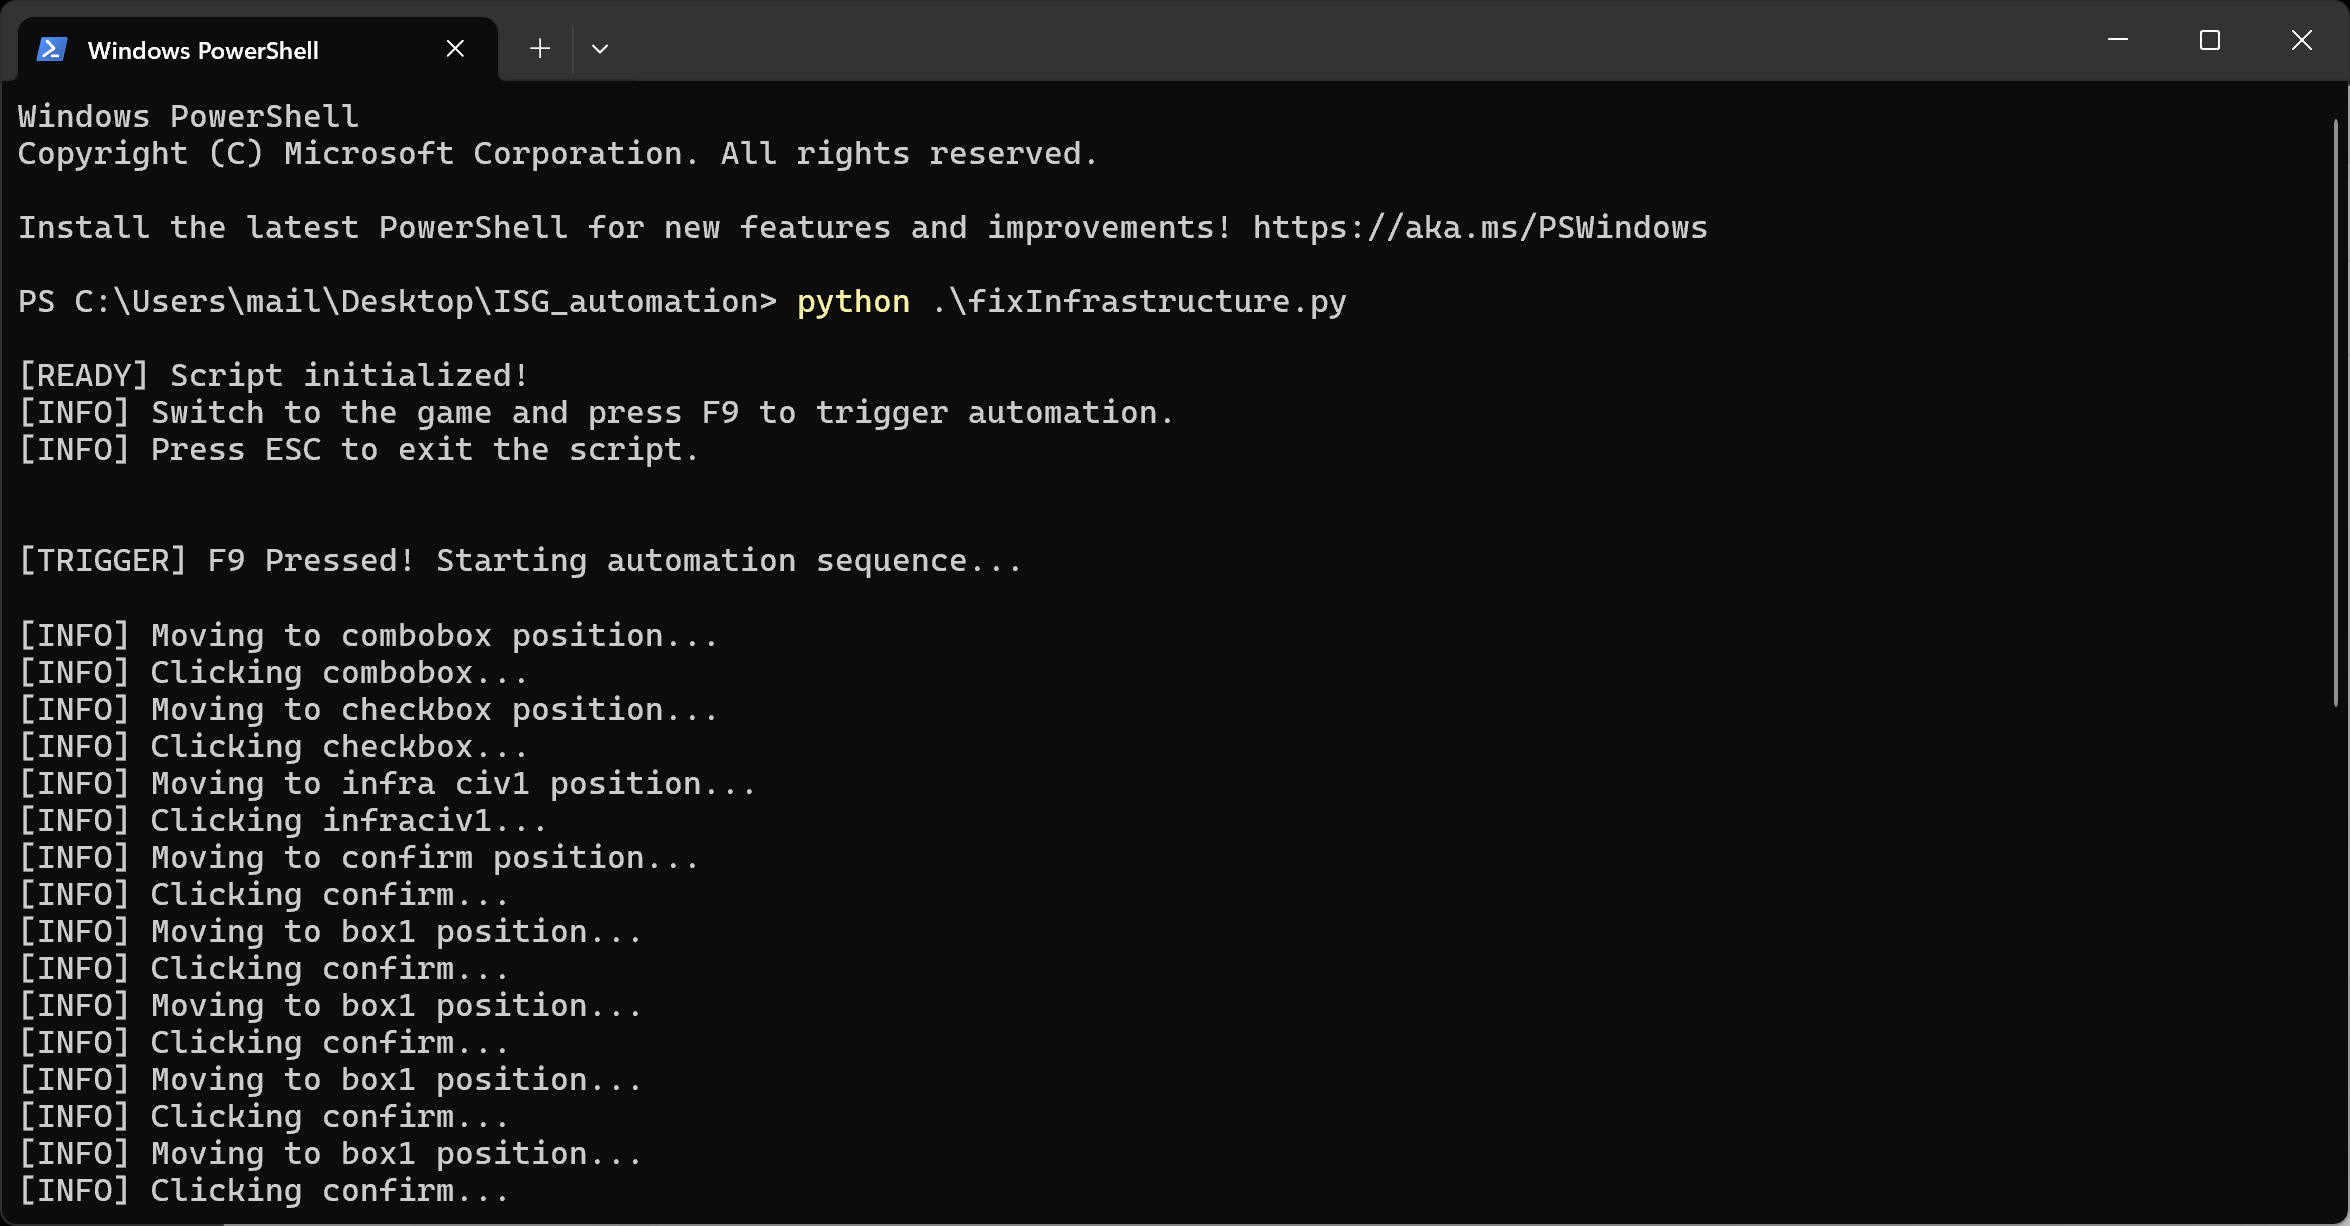 Windows PowerShell
Windows PowerShell
Copyright (C) Microsoft Corporation. All rights reserved.
Install the latest PowerShell for new features and improvements! https://aka.ms/PSWindows
PS C:\Users\mail\Desktop\ISG_automation> python .\fixInfrastructure.py
[READY] Script initialized!
[INFO] Switch to the game and press F9 to trigger automation.
[INFO] Press ESC to exit the script.
[TRIGGER] F9 Pressed! Starting automation sequence...
[INFO] Moving to combobox position...
[INFO] Clicking combobox...
[INFO] Moving to checkbox position...
[INFO] Clicking checkbox...
[INFO] Moving to infra civ1 position...
[INFO] Clicking infraciv1...
[INFO] Moving to confirm position...
[INFO] Clicking confirm...
[INFO] Moving to box1 position...
[INFO] Clicking confirm...
[INFO] Moving to box1 position...
[INFO] Clicking confirm...
[INFO] Moving to box1 position...
[INFO] Clicking confirm...
[INFO] Moving to box1 position...
[INFO] Clicking confirm...